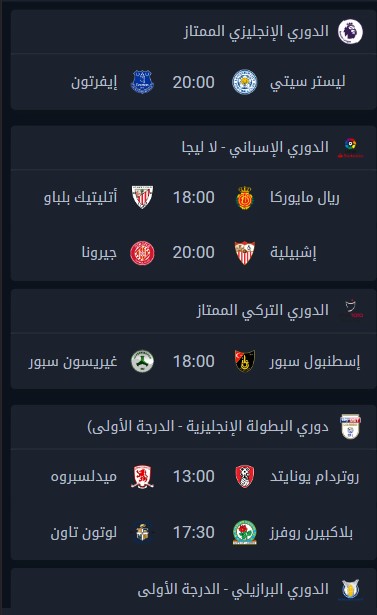 الدوري الإنجليزي الممتاز
ليستر سيتي 20:00 إيفرتون
الدوري الإسباني - لا ليجا
ريال مايوركا 18:00 أتليتيك بلباو
إشبيلية 20:00 جيرونا
الدوري التركي الممتاز
إسطنبول سبور 18:00 غيريسون سبور
دوري البطولة الإنجليزية - الدرجة الأولى)
روتردام يونايتد 13:00 ميدلسبروه
بلاكبيرن روفرز 17:30 لوتون تاون
الدوري البرازيلي - الدرجة الأولى